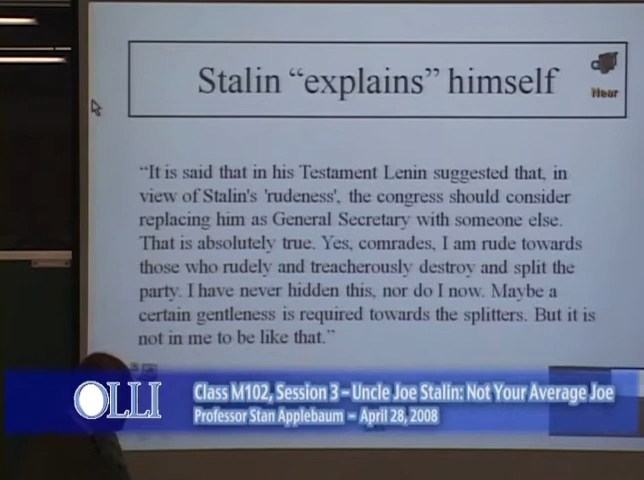 Stalin “explains” himself
Hear
“It is said that in his Testament Lenin suggested that, in
view of Stalin's 'rudeness', the congress should consider
replacing him as General Secretary with someone else.
That is absolutely true. Yes, comrades, I am rude towards
those who rudely and treacherously destroy and split the
party. I have never hidden this, nor do I now. Maybe a
certain gentleness is required towards the splitters. But it is
not in me to be like that.”
OLLI
Class M102, Session 3 – Uncle Joe Stalin: Not Your Average Joe
Professor Stan Applebaum – April 28, 2008